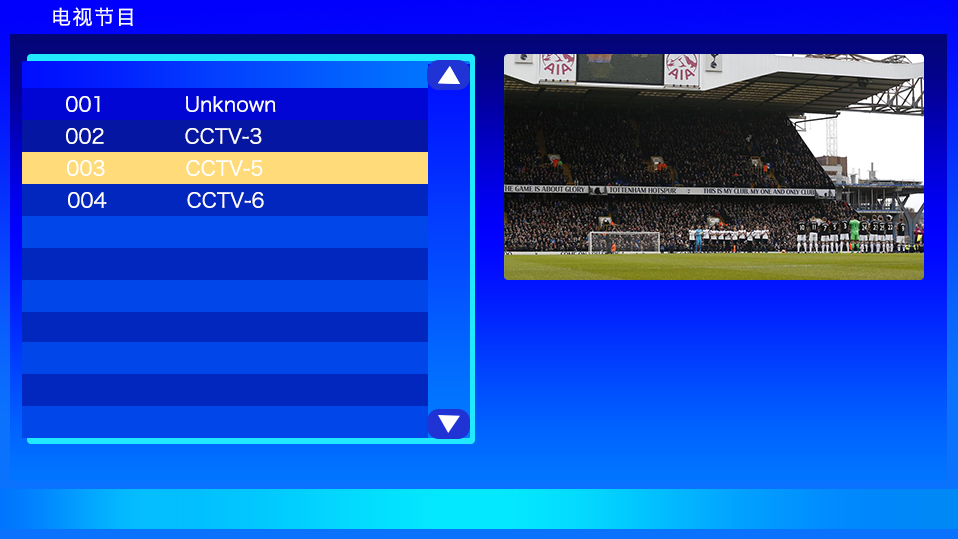 电视节目
001 Unknown
002 CCTV-3
003 CCTV-5
004 CCTV-6
AIA
AIA
THE GAME IS ABOUT GLORY TOTTENHAM HOTSPUR : THIS IS MY CLUB, MY ONE AND ONLY CLUB